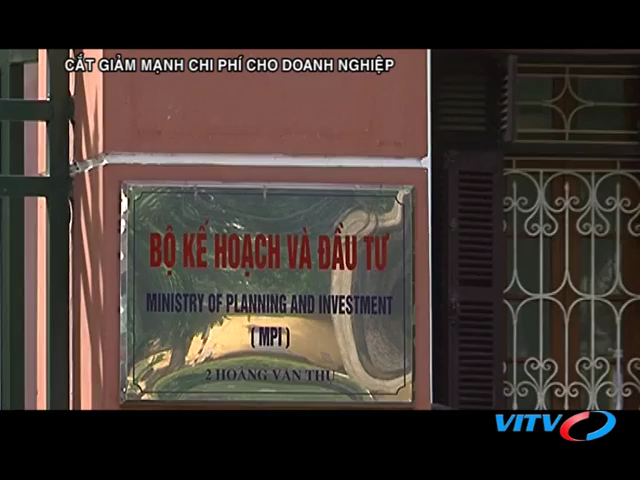 CẮT GIẢM MẠNH CHI PHÍ CHO DOANH NGHIỆP
BỘ KẾ HOẠCH VÀ ĐẦU TƯ
MINISTRY OF PLANNING AND INVESTMENT
( MPI )
2 HOÀNG VĂN THỤ
VITV